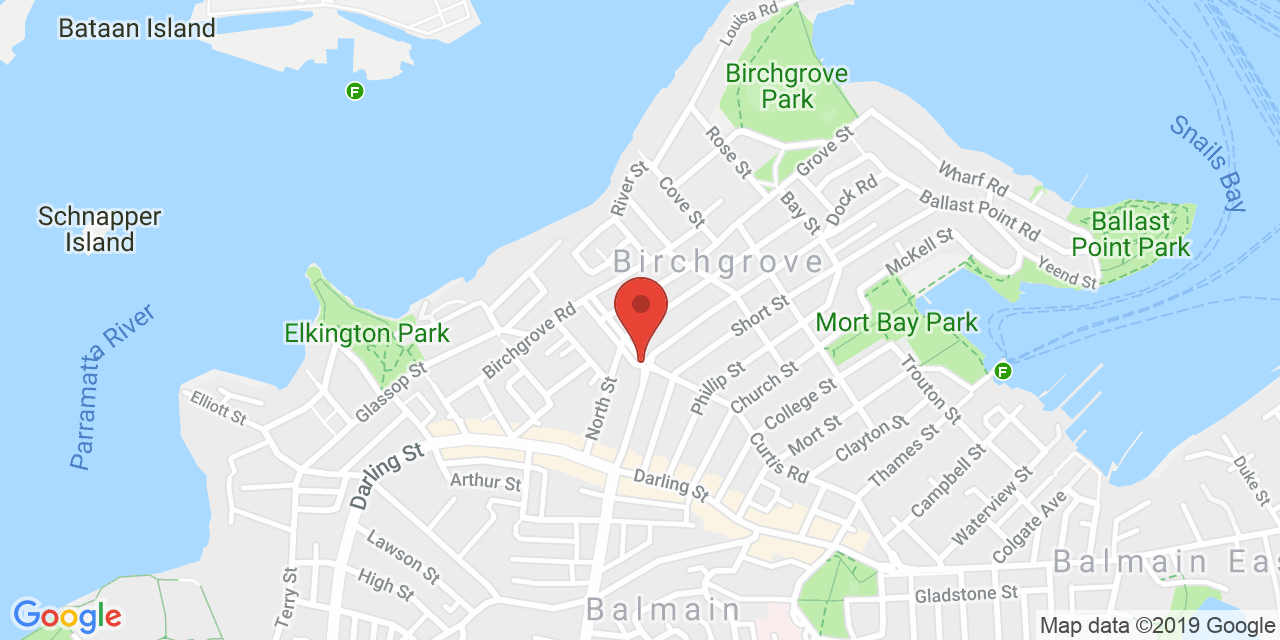 Bataan Island
Louisa Rd
Birchgrove
Park
F
Snails Bay
Rose St
Grove St
Wharf Rd
River St
Cove St
Bay St
Dock Rd
Ballast Point Rd
Schnapper
Island
Ballast
Point Park
McKell St
Yeend St
Birchgrove
Short St
Mort Bay Park
Elkington Park
Birchgrove Rd
Parramatta River
Glassop St
Elliott St
North St
Phillip St
Church St
College St
Trouton St
F
Mort St
Clayton St
Thames St
Curtis Rd
Campbell St
Waterview St
Colgate Ave
Duke St
Darling St
Arthur St
Darling St
Lawson St
High St
Terry St
Balmain Eas
Gladstone St
Balmain
Google
Map data ©2019 Google